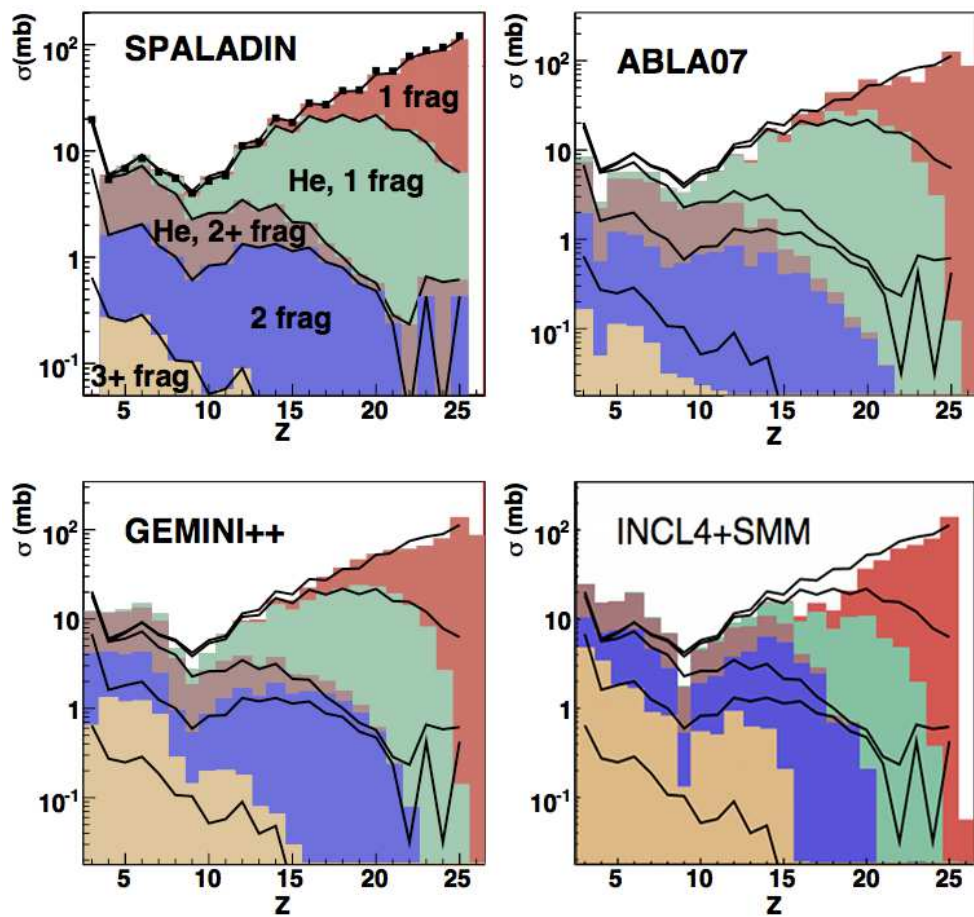 SPALADIN
σ(mb)
10²
10
1
10⁻¹
1 frag
He, 1 frag
He, 2+ frag
2 frag
3+ frag
5 10 15 20 25
Z
ABLA07
σ (mb)
10²
10
1
10⁻¹
5 10 15 20 25
Z
GEMINI++
σ (mb)
10²
10
1
10⁻¹
5 10 15 20 25
Z
INCL4+SMM
σ (mb)
10²
10
1
10⁻¹
5 10 15 20 25
Z